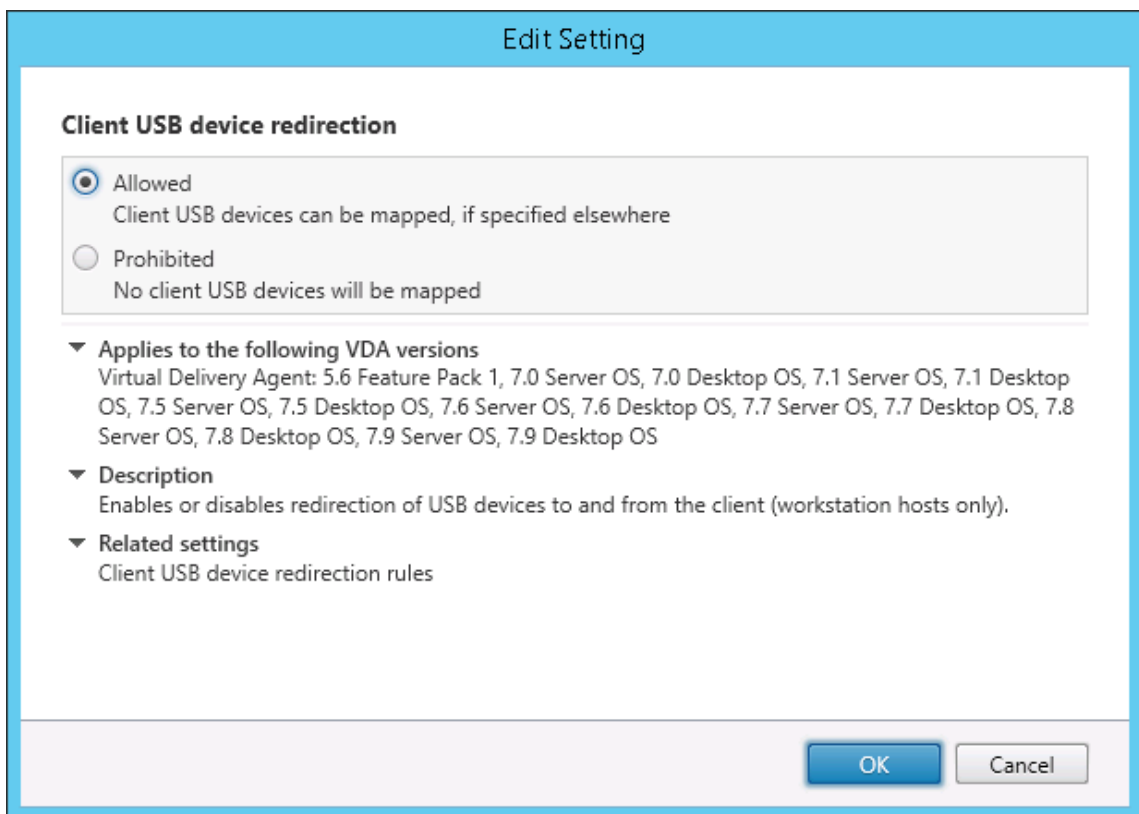 Edit Setting
Client USB device redirection
Allowed
Client USB devices can be mapped, if specified elsewhere
Prohibited
No client USB devices will be mapped
Applies to the following VDA versions
Virtual Delivery Agent: 5.6 Feature Pack 1, 7.0 Server OS, 7.0 Desktop OS, 7.1 Server OS, 7.1 Desktop
OS, 7.5 Server OS, 7.5 Desktop OS, 7.6 Server OS, 7.6 Desktop OS, 7.7 Server OS, 7.7 Desktop OS, 7.8
Server OS, 7.8 Desktop OS, 7.9 Server OS, 7.9 Desktop OS
Description
Enables or disables redirection of USB devices to and from the client (workstation hosts only).
Related settings
Client USB device redirection rules
OK
Cancel